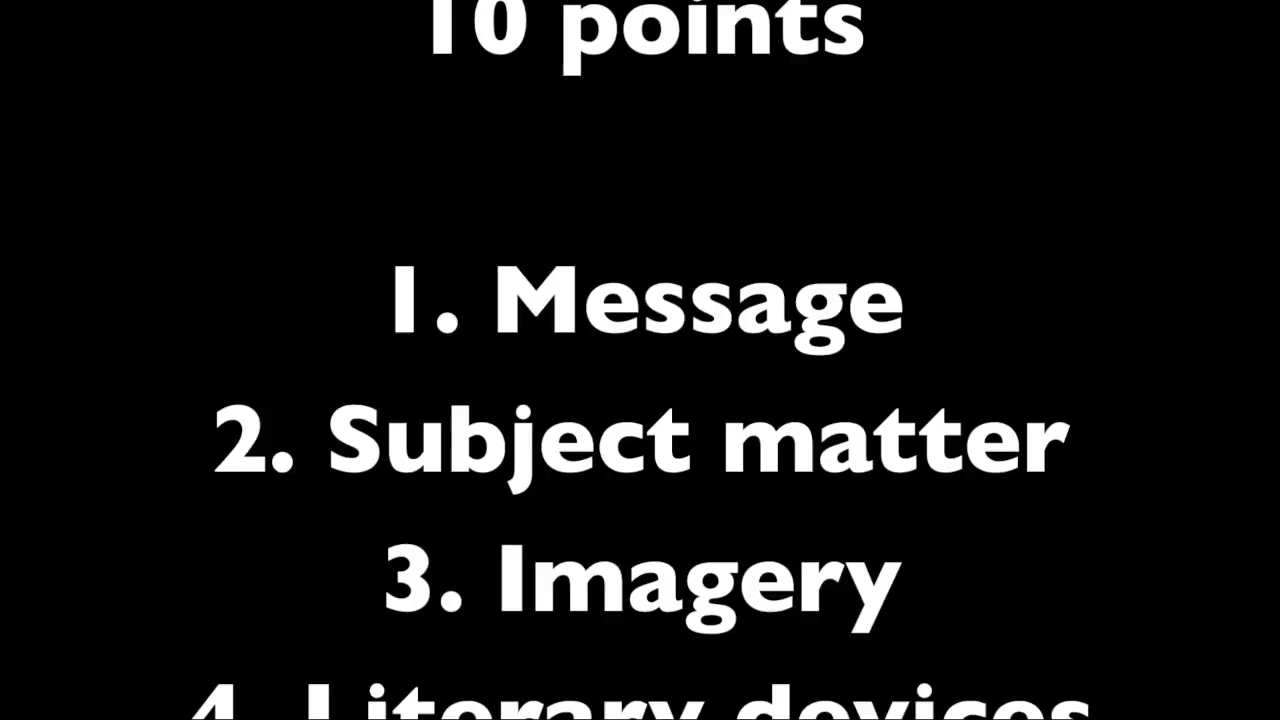 10 points
1. Message
2. Subject matter
3. Imagery
4. Literary devices